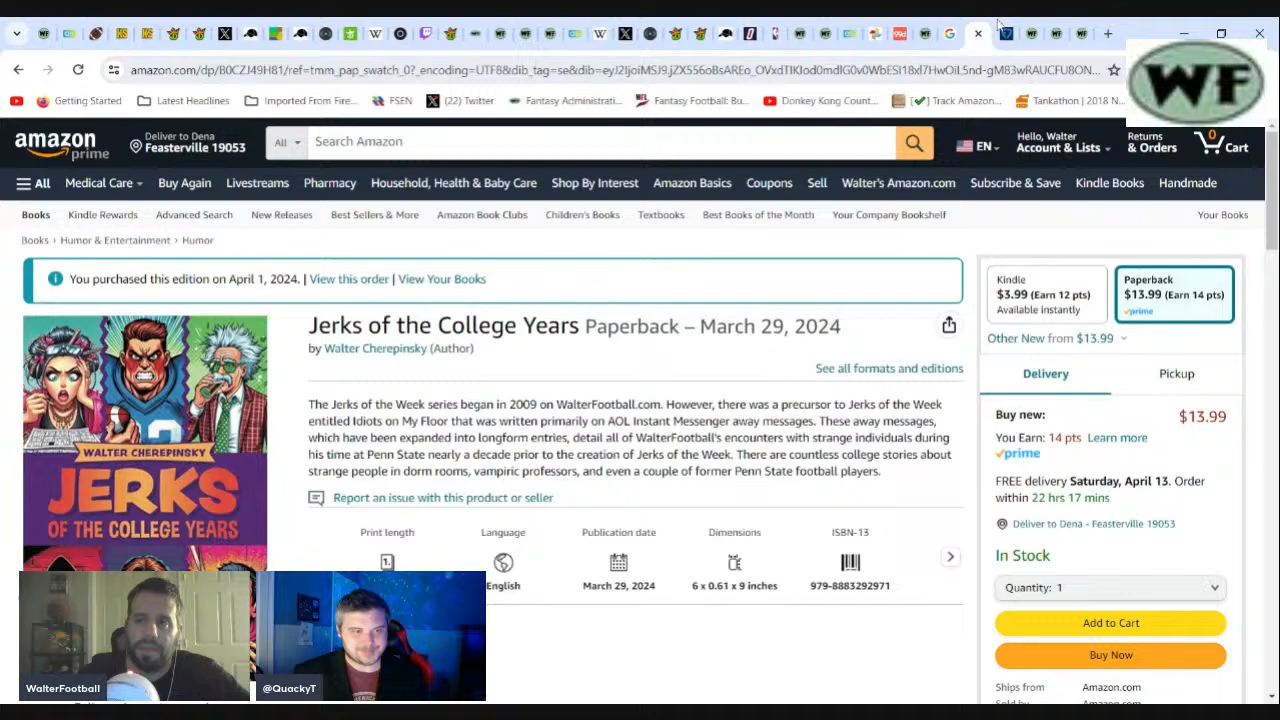 amazon.com/dp/B0CZJ49H81/ref=tmm_pap_swatch_0?_encoding=UTF8&dib_tag=se&dib=
WF
Getting Started
Latest Headlines
Imported From Fire...
FSEN
(22) Twitter
Fantasy Administrati...
Fantasy Football: Bu...
Donkey Kong Count...
Track Amazon...
Tankathon | 2018 N...
amazon prime
Deliver to Dena
Feasterville 19053
All
Search Amazon
EN
Hello, Walter
Account & Lists
Returns
& Orders
0
Cart
All
Medical Care
Buy Again
Livestreams
Pharmacy
Household, Health & Baby Care
Shop By Interest
Amazon Basics
Coupons
Sell
Walter's Amazon.com
Subscribe & Save
Kindle Books
Handmade
Books
Kindle Rewards
Advanced Search
New Releases
Best Sellers & More
Amazon Book Clubs
Children's Books
Textbooks
Best Books of the Month
Your Company Bookshelf
Your Books
Books › Humor & Entertainment › Humor
You purchased this edition on April 1, 2024. | View this order | View Your Books
WALTER CHEREPINSKY
JERKS
OF THE COLLEGE YEARS
Jerks of the College Years Paperback – March 29, 2024
by Walter Cherepinsky (Author)
See all formats and editions
The Jerks of the Week series began in 2009 on WalterFootball.com. However, there was a precursor to Jerks of the Week
entitled Idiots on My Floor that was written primarily on AOL Instant Messenger away messages. These away messages,
which have been expanded into longform entries, detail all of WalterFootball's encounters with strange individuals during
his time at Penn State nearly a decade prior to the creation of Jerks of the Week. There are countless college stories about
strange people in dorm rooms, vampiric professors, and even a couple of former Penn State football players.
Report an issue with this product or seller
Print length
Language
English
Publication date
March 29, 2024
Dimensions
6 x 0.61 x 9 inches
ISBN-13
979-8883292971
Kindle
$3.99 (Earn 12 pts)
Available instantly
Paperback
$13.99 (Earn 14 pts)
prime
Other New from $13.99
Delivery
Pickup
Buy new:
$13.99
You Earn: 14 pts Learn more
prime
FREE delivery Saturday, April 13. Order
within 22 hrs 17 mins
Deliver to Dena - Feasterville 19053
In Stock
Quantity: 1
Add to Cart
Buy Now
Ships from
Amazon.com
Sold by
Amazon.com
WalterFootball
@QuackyT